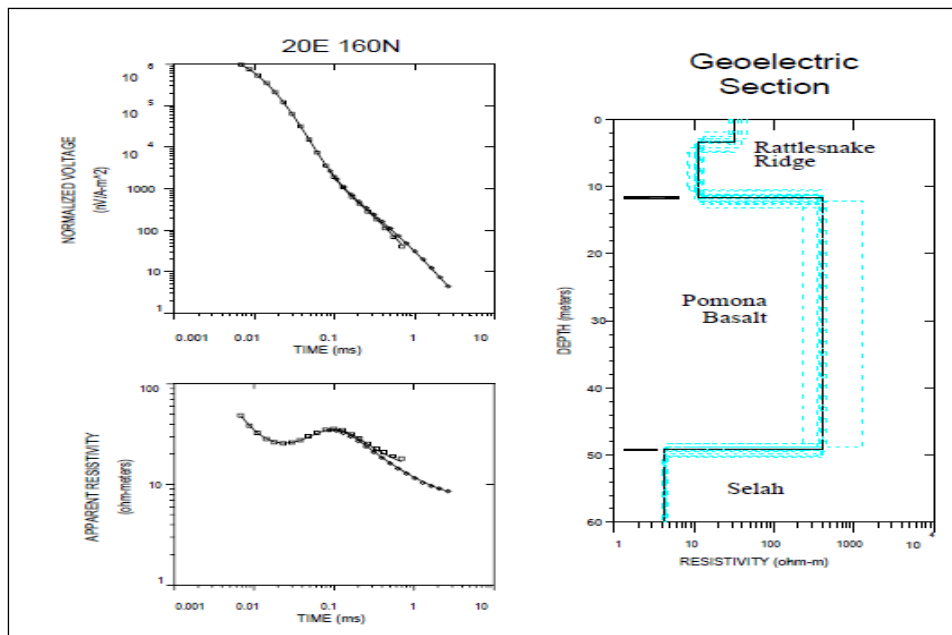 20E 160N
10 6
10 5
10 4
1000
100
10
1
NORMALIZED VOLTAGE
(nV/A-m^2)
0.001 0.01 0.1 1 10
TIME (ms)
100
10
1
APPARENT RESISTIVITY
(ohm-meters)
0.001 0.01 0.1 1 10
TIME (ms)
Geoelectric
Section
0
10
20
30
40
50
60
DEPTH (meters)
Rattlesnake
Ridge
Pomona
Basalt
Selah
1 10 100 1000 10 4
RESISTIVITY (ohm-m)